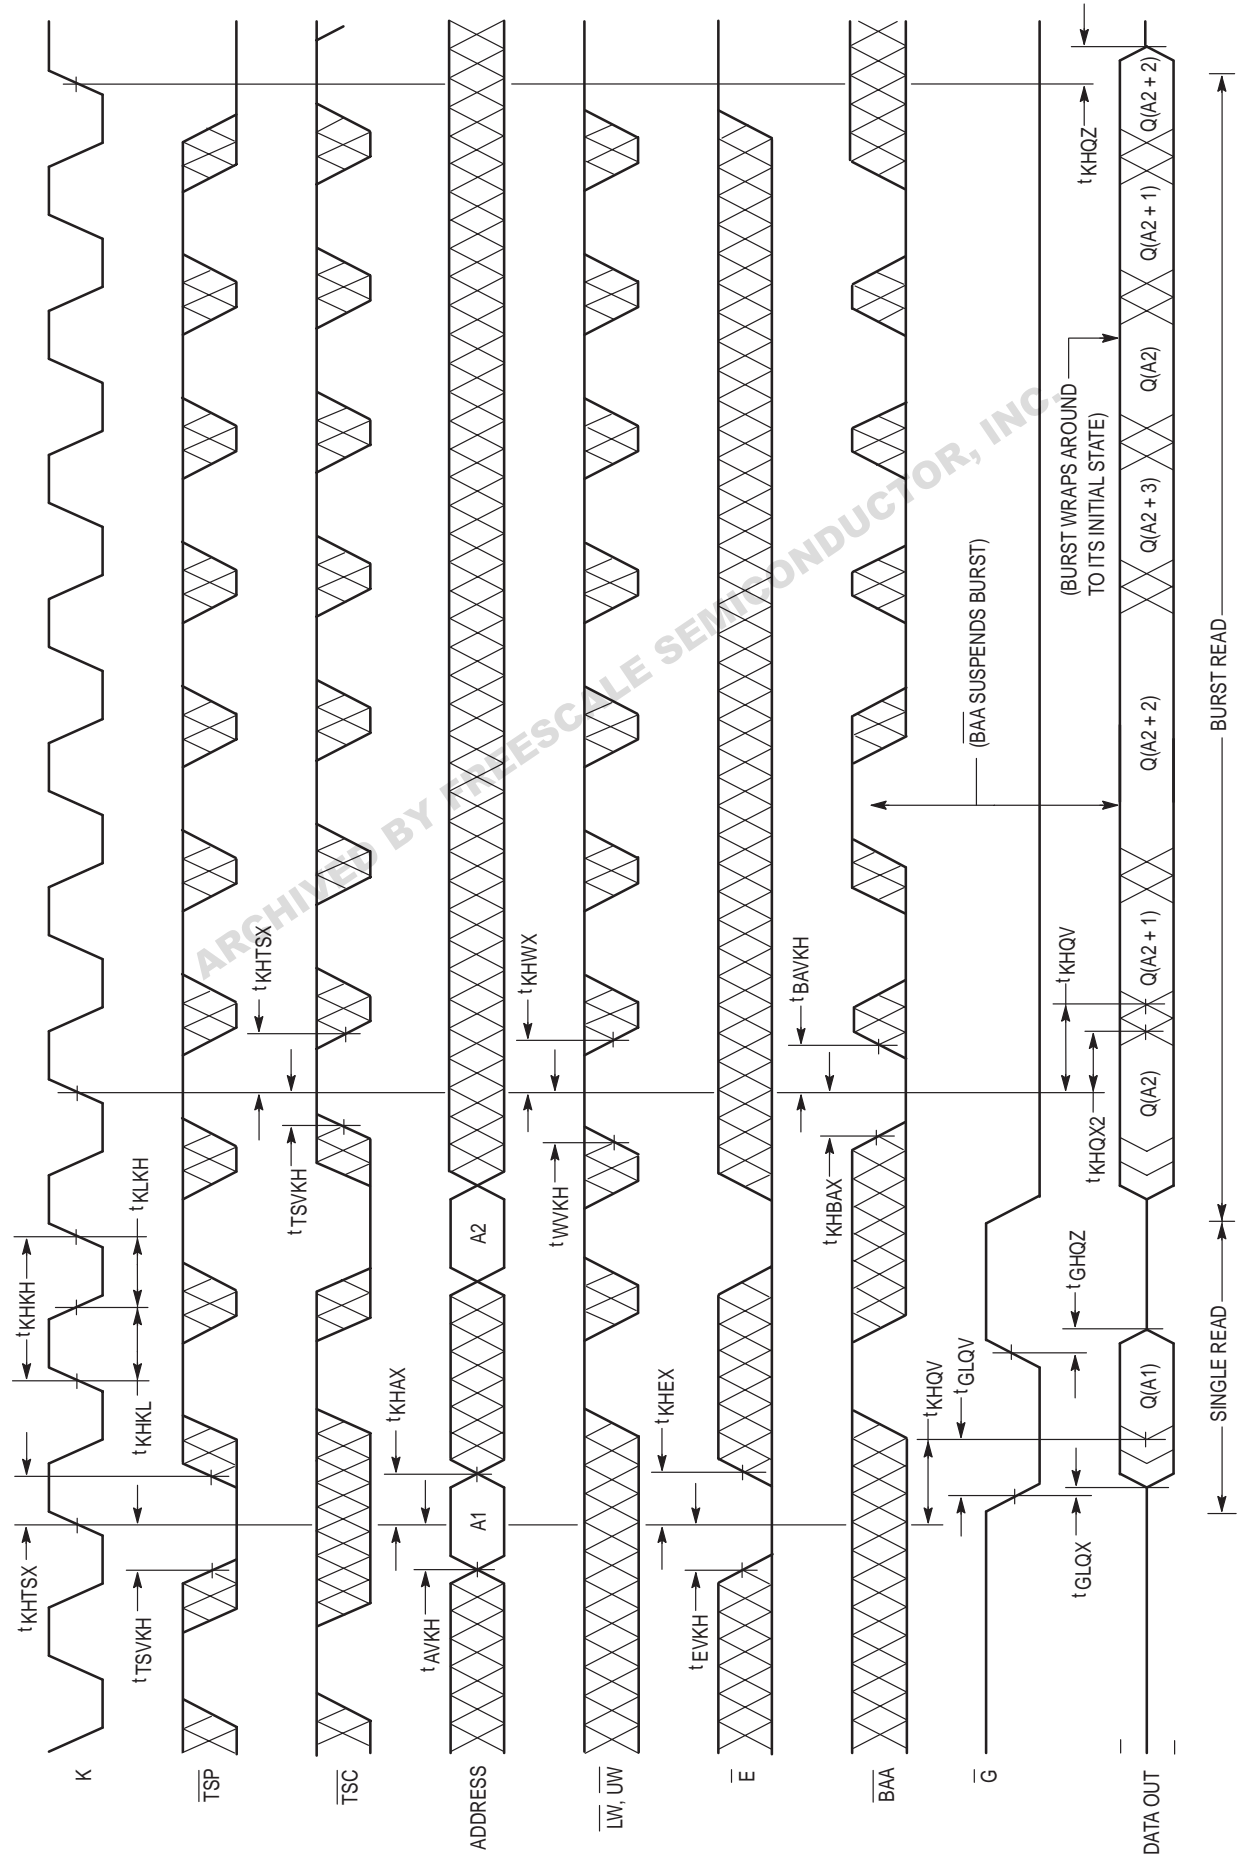 K
TSP
TSC
ADDRESS
LW, UW
E
BAA
G
DATA OUT
tKHTSX
tTSVKH
tKHKH
tKHKL
tKLKH
tKHTSX
tTSVKH
tAVKH
tKHAX
A1
A2
tWVKH
tKHWX
tEVKH
tKHEX
tBAVKH
tKHBAX
tKHQV
tGLQV
tGLQX
tGHQZ
tKHQX2
tKHQV
tKHQZ
(BAA SUSPENDS BURST)
(BURST WRAPS AROUND
TO ITS INITIAL STATE)
Q(A1)
Q(A2)
Q(A2 + 1)
Q(A2 + 2)
Q(A2 + 3)
Q(A2)
Q(A2 + 1)
Q(A2 + 2)
SINGLE READ
BURST READ
ARCHIVED BY FREESCALE SEMICONDUCTOR, INC.